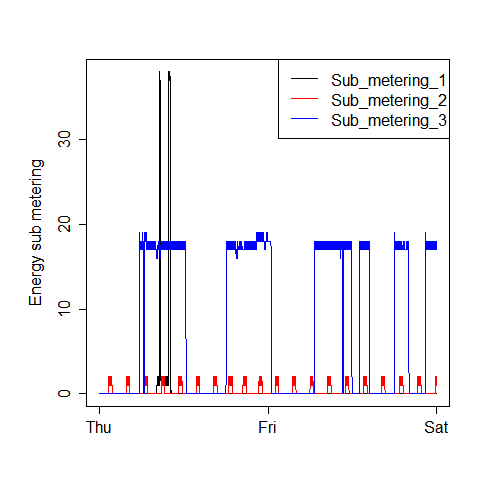 Sub_metering_1
Sub_metering_2
Sub_metering_3
Energy sub metering
30
20
10
0
Thu
Fri
Sat